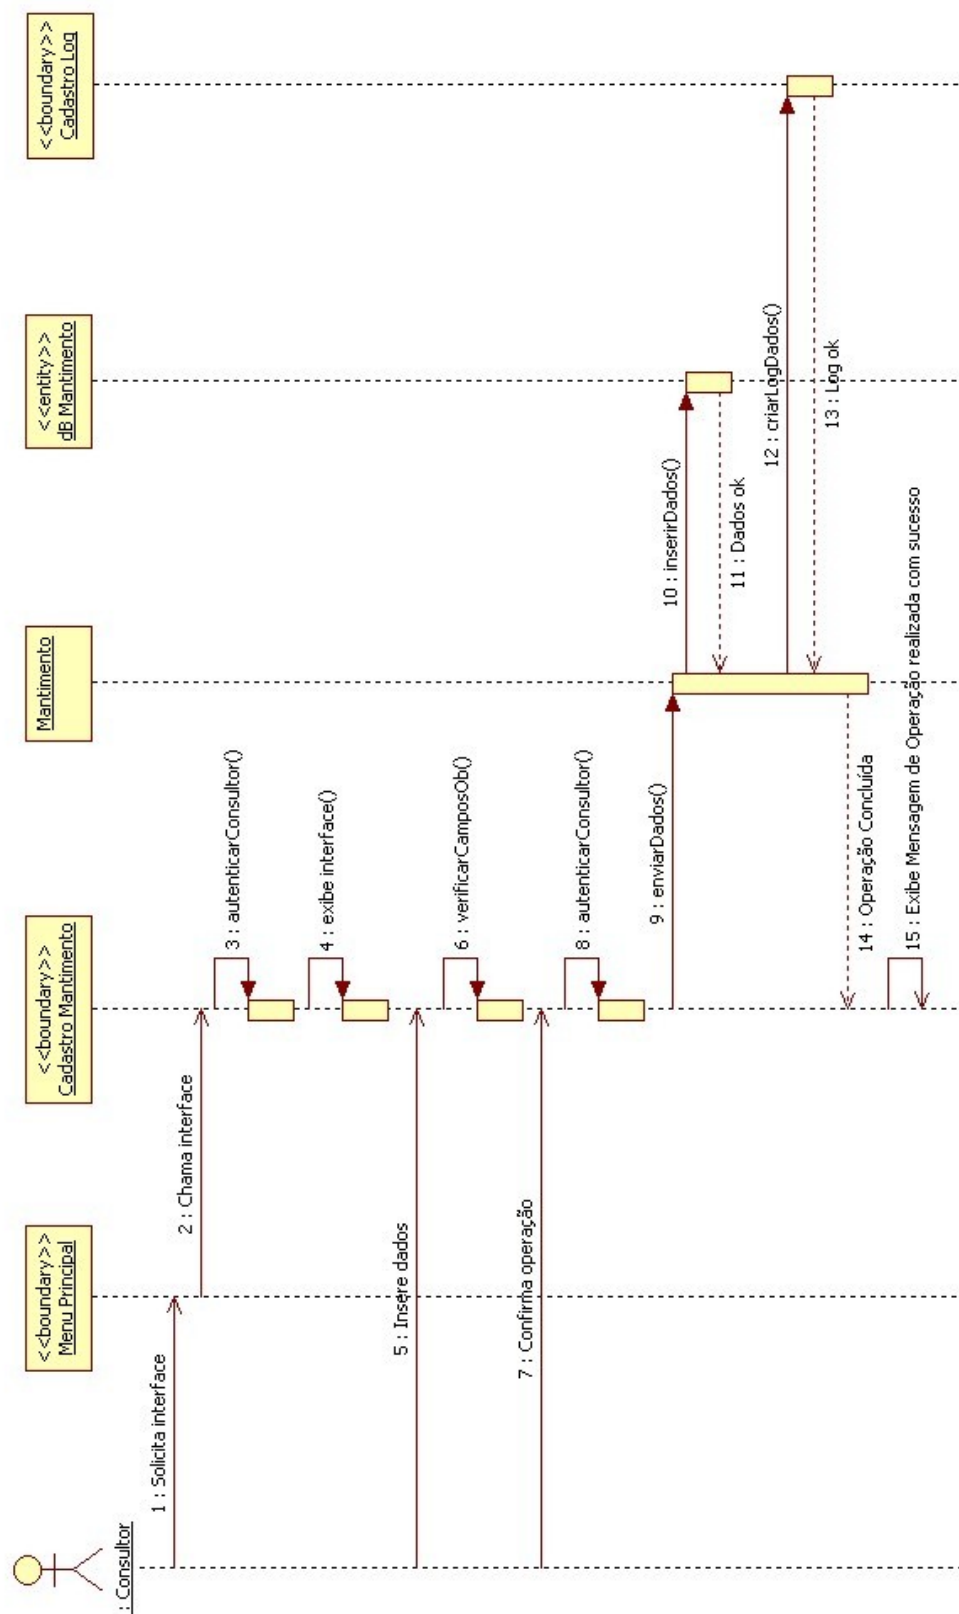 : Consultor
<<boundary>>
Menu Principal
<<boundary>>
Cadastro Mantimento
Mantimento
<<entity>>
dB Mantimento
<<boundary>>
Cadastro Log
1 : Solicita interface
2 : Chama interface
3 : autenticarConsultor()
4 : exibe interface()
5 : Insere dados
6 : verificarCamposOb()
7 : Confirma operação
8 : autenticarConsultor()
9 : enviarDados()
10 : inserirDados()
11 : Dados ok
12 : criarLogDados()
13 : Log ok
14 : Operação Concluída
15 : Exibe Mensagem de Operação realizada com sucesso